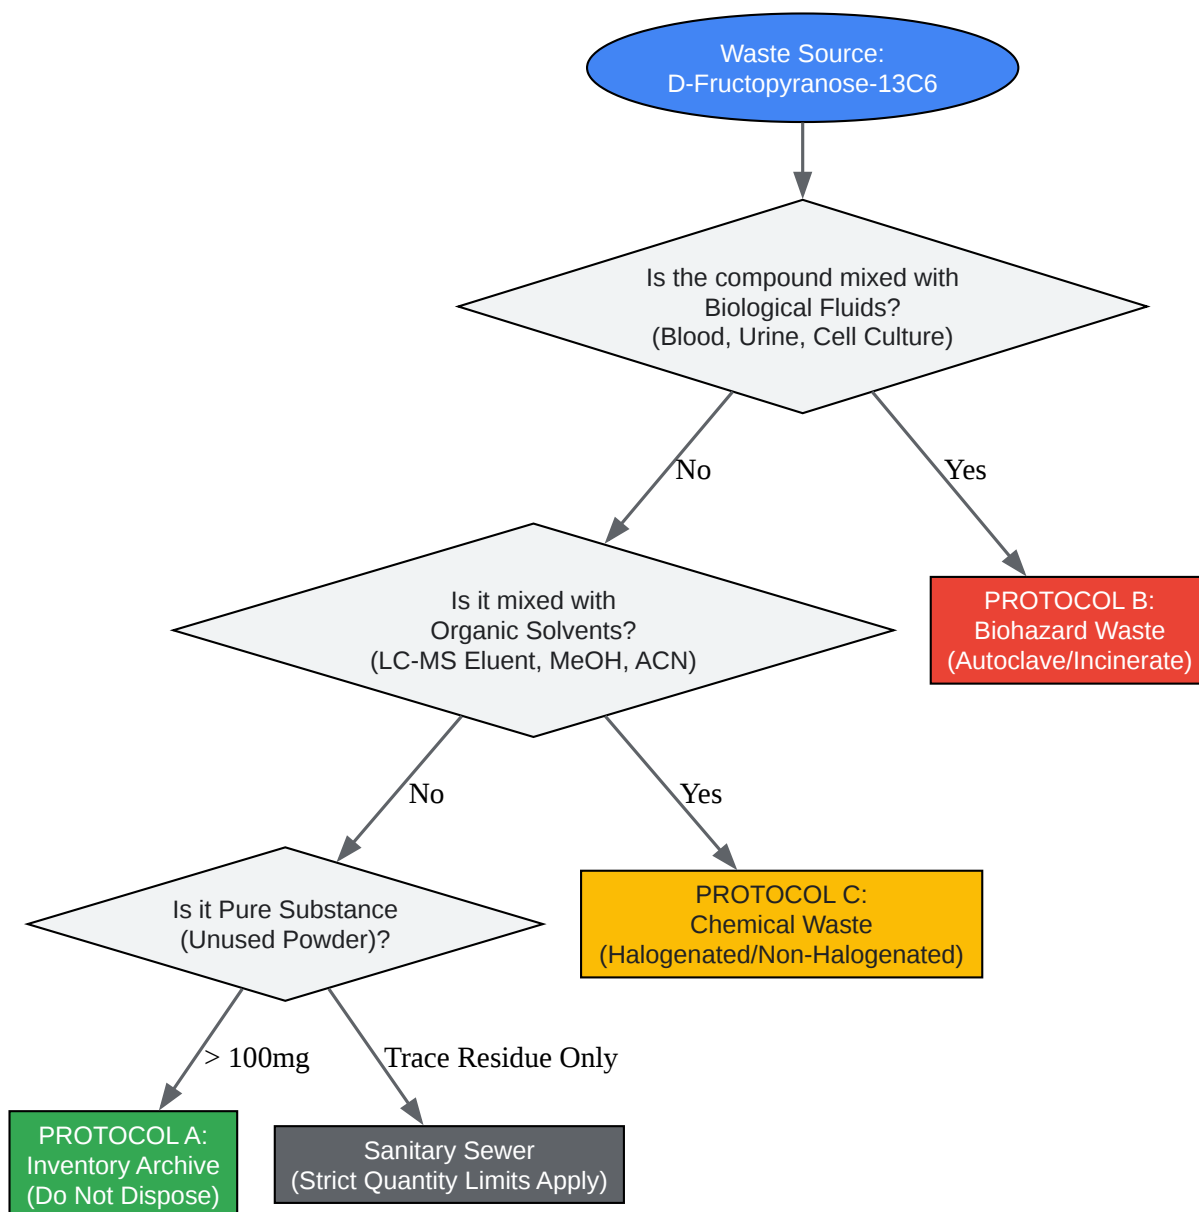 Waste Source:
D-Fructopyranose-13C6
Is the compound mixed with
Biological Fluids?
(Blood, Urine, Cell Culture)
No
Yes
Is it mixed with
Organic Solvents?
(LC-MS Eluent, MeOH, ACN)
PROTOCOL B:
Biohazard Waste
(Autoclave/Incinerate)
No
Yes
Is it Pure Substance
(Unused Powder)?
PROTOCOL C:
Chemical Waste
(Halogenated/Non-Halogenated)
> 100mg
Trace Residue Only
PROTOCOL A:
Inventory Archive
(Do Not Dispose)
Sanitary Sewer
(Strict Quantity Limits Apply)